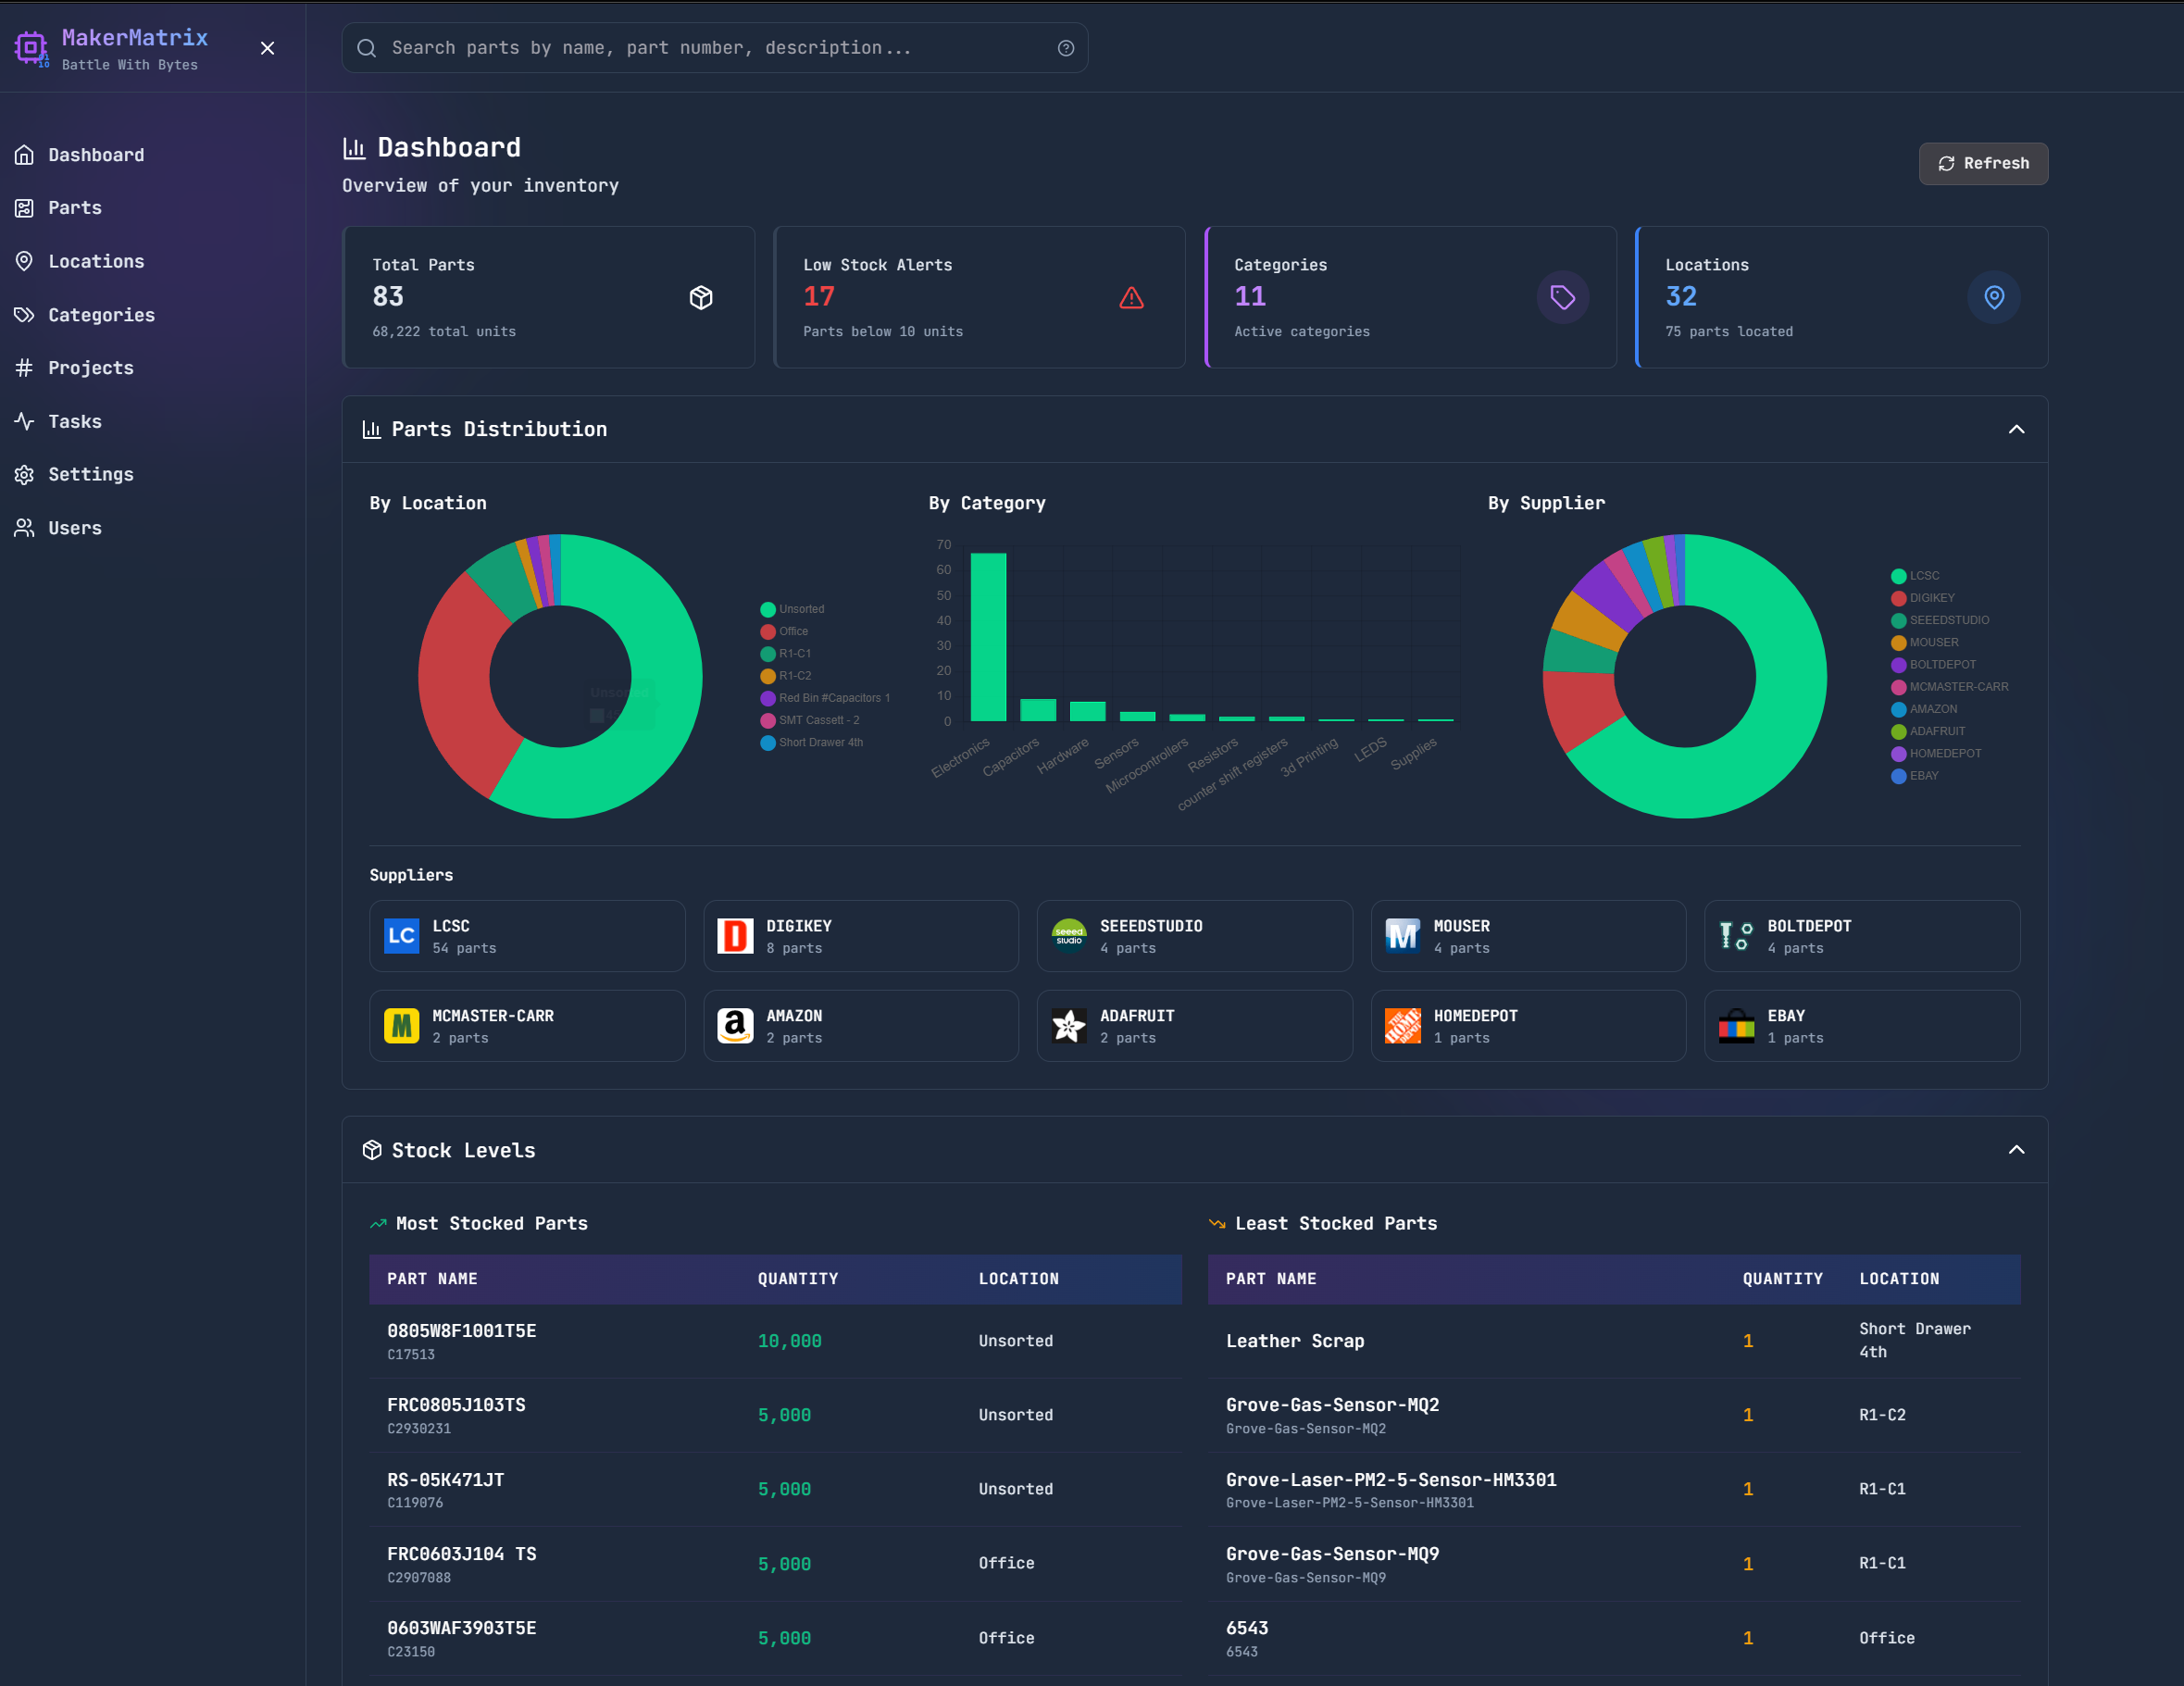 MakerMatrix
Battle With Bytes
Search parts by name, part number, description...
Dashboard
Parts
Locations
Categories
Projects
Tasks
Settings
Users
Dashboard
Overview of your inventory
Refresh
Total Parts
83
68,222 total units
Low Stock Alerts
17
Parts below 10 units
Categories
11
Active categories
Locations
32
75 parts located
Parts Distribution
By Location
Unsorted
Unsorted
Office
R1-C1
R1-C2
Red Bin #Capacitors 1
SMT Cassett - 2
Short Drawer 4th
By Category
70
60
50
40
30
20
10
0
Electronics
Capacitors
Hardware
Sensors
Microcontrollers
Resistors
counter shift registers
3d Printing
LEDS
Supplies
By Supplier
LCSC
DIGIKEY
SEEEDSTUDIO
MOUSER
BOLTDEPOT
MCMASTER-CARR
AMAZON
ADAFRUIT
HOMEDEPOT
EBAY
Suppliers
LC
LCSC
54 parts
D
DIGIKEY
8 parts
seeed
studio
SEEEDSTUDIO
4 parts
M
MOUSER
4 parts
BOLTDEPOT
4 parts
M
MCMASTER-CARR
2 parts
a
AMAZON
2 parts
ADAFRUIT
2 parts
THE
HOME
DEPOT
HOMEDEPOT
1 parts
EBAY
1 parts
Stock Levels
Most Stocked Parts
PART NAME QUANTITY LOCATION
0805W8F1001T5E
C17513
10,000
Unsorted
FRC0805J103TS
C2930231
5,000
Unsorted
RS-05K471JT
C119076
5,000
Unsorted
FRC0603J104 TS
C2907088
5,000
Office
0603WAF3903T5E
C23150
5,000
Office
Least Stocked Parts
PART NAME QUANTITY LOCATION
Leather Scrap
1
Short Drawer
4th
Grove-Gas-Sensor-MQ2
Grove-Gas-Sensor-MQ2
1
R1-C2
Grove-Laser-PM2-5-Sensor-HM3301
Grove-Laser-PM2-5-Sensor-HM3301
1
R1-C1
Grove-Gas-Sensor-MQ9
Grove-Gas-Sensor-MQ9
1
R1-C1
6543
6543
1
Office